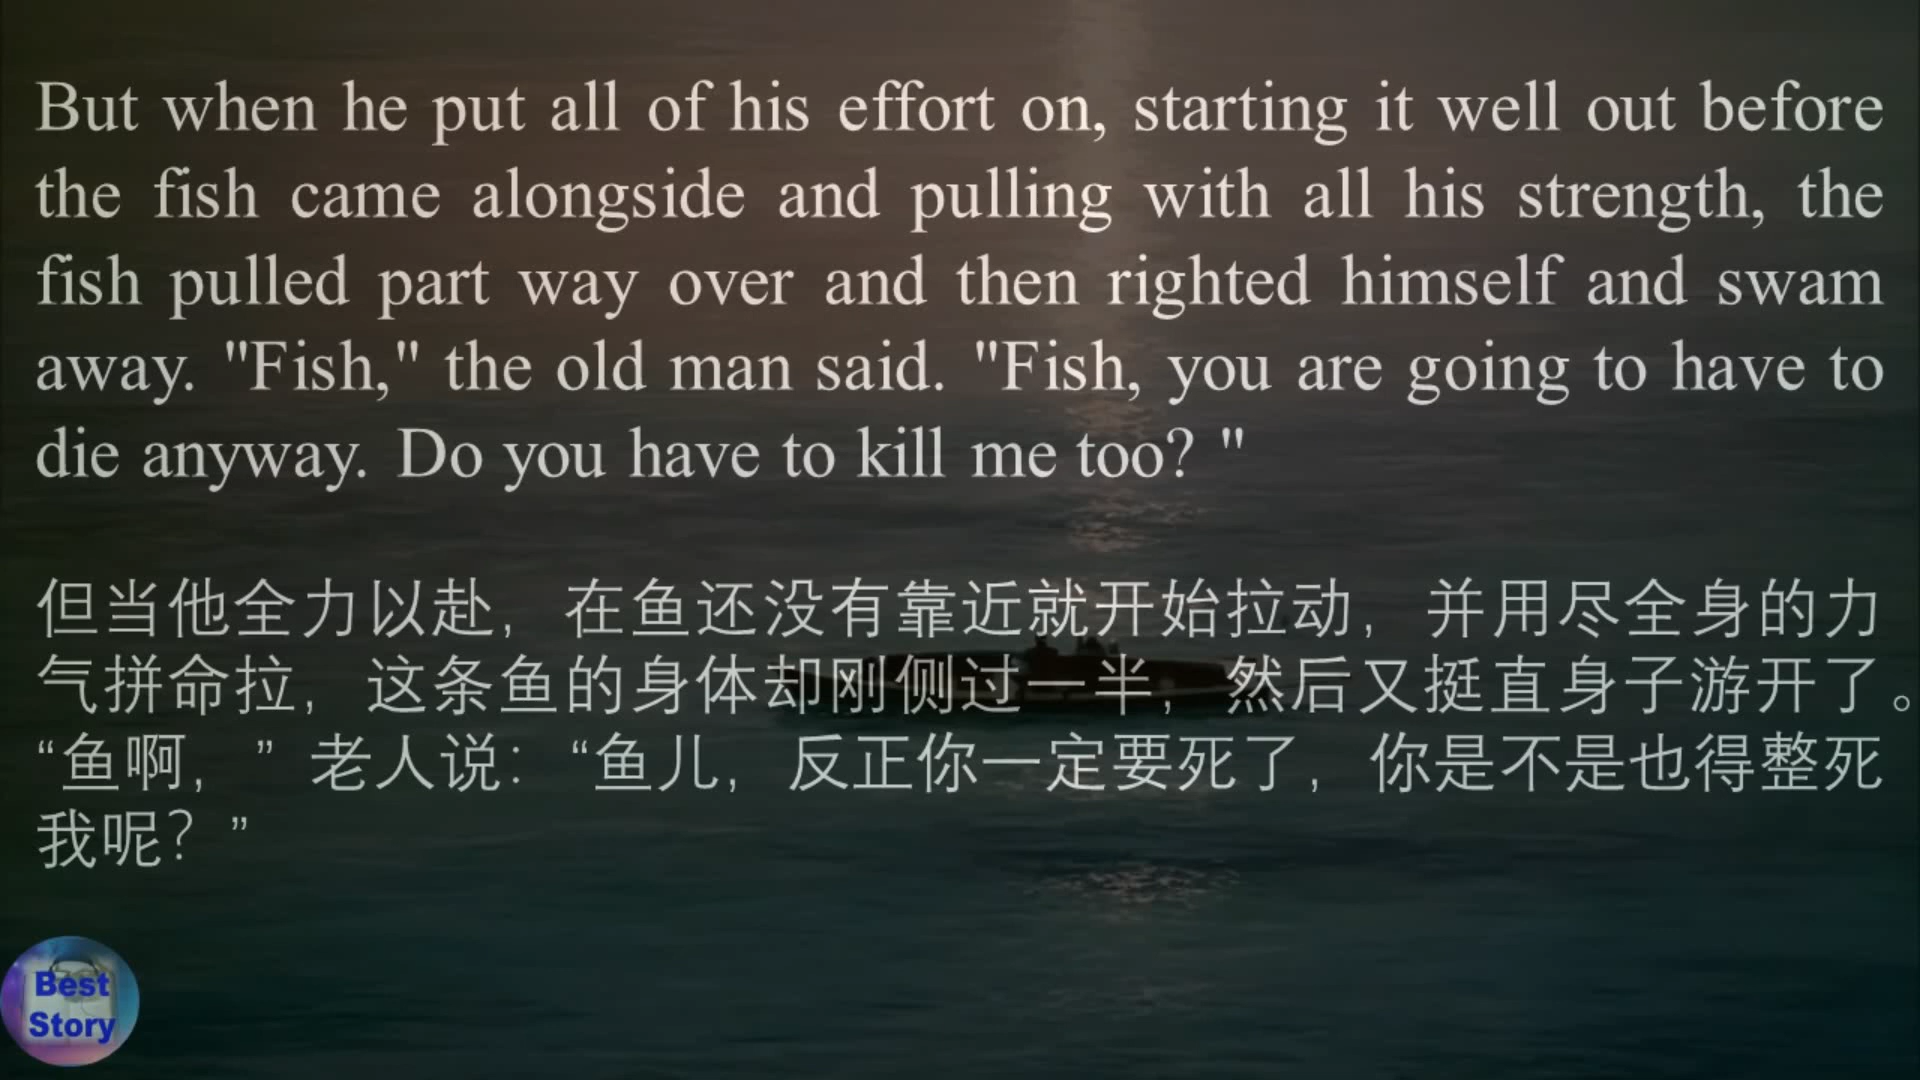 But when he put all of his effort on, starting it well out before
the fish came alongside and pulling with all his strength, the
fish pulled part way over and then righted himself and swam
away. "Fish," the old man said. "Fish, you are going to have to
die anyway. Do you have to kill me too? "
但当他全力以赴，在鱼还没有靠近就开始拉动，并用尽全身的力
气拼命拉，这条鱼的身体却刚侧过一半，然后又挺直身子游开了。
“鱼啊，”老人说：“鱼儿，反正你一定要死了，你是不是也得整死
我呢？”
Best
Story